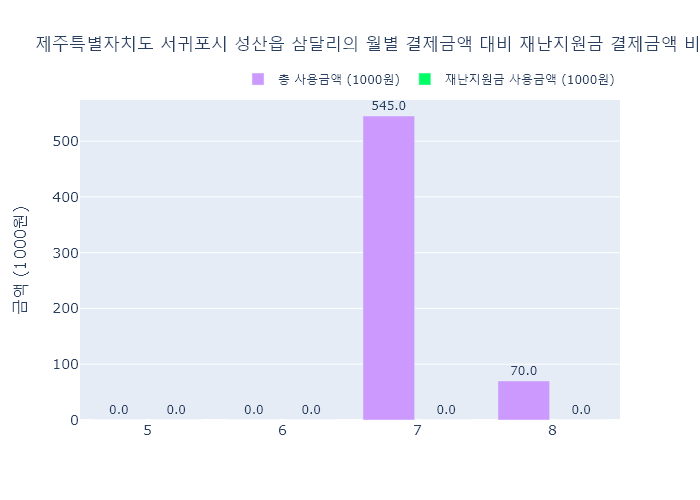 제주특별자치도 서귀포시 성산읍 삼달리의 월별 결제금액 대비 재난지원금 결제금액 비
총 사용금액 (1000원)
재난지원금 사용금액 (1000원)
금액 (1000원)
500
400
300
200
100
0
545.0
70.0
0.0 0.0 0.0 0.0 0.0 0.0
5 6 7 8